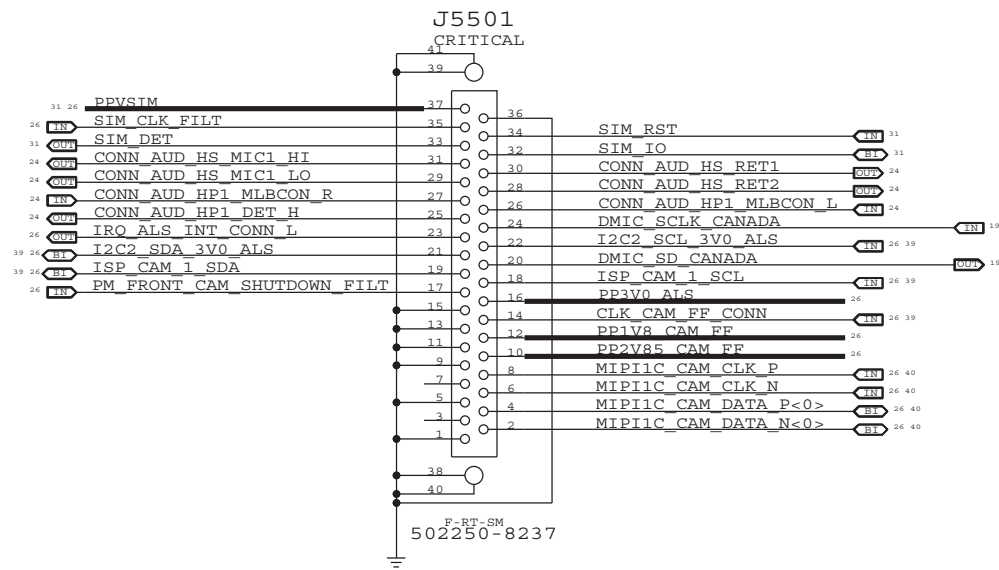 J5501
CRITICAL
41
39
31 26 PPVSIM 37
36
26 IN SIM_CLK_FILT 35
34 SIM_RST IN 31
31 OUT SIM_DET 33
32 SIM_IO BI 31
24 OUT CONN_AUD_HS_MIC1_HI 31
30 CONN_AUD_HS_RET1 OUT 24
24 OUT CONN_AUD_HS_MIC1_LO 29
28 CONN_AUD_HS_RET2 OUT 24
24 IN CONN_AUD_HP1_MLBCON_R 27
26 CONN_AUD_HP1_MLBCON_L IN 24
24 OUT CONN_AUD_HP1_DET_H 25
24 DMIC_SCLK_CANADA IN 19
26 OUT IRQ_ALS_INT_CONN_L 23
22 I2C2_SCL_3V0_ALS IN 26 39
39 26 BI I2C2_SDA_3V0_ALS 21
20 DMIC_SD_CANADA OUT 19
39 26 BI ISP_CAM_1_SDA 19
18 ISP_CAM_1_SCL IN 26 39
26 IN PM_FRONT_CAM_SHUTDOWN_FILT 17
16 PP3V0_ALS 26
15
14 CLK_CAM_FF_CONN IN 26 39
13
12 PP1V8_CAM_FF 26
11
10 PP2V85_CAM_FF 26
9
8 MIPI1C_CAM_CLK_P IN 26 40
7
6 MIPI1C_CAM_CLK_N IN 26 40
5
4 MIPI1C_CAM_DATA_P<0> BI 26 40
3
2 MIPI1C_CAM_DATA_N<0> BI 26 40
1
38
40
F-RT-SM
502250-8237